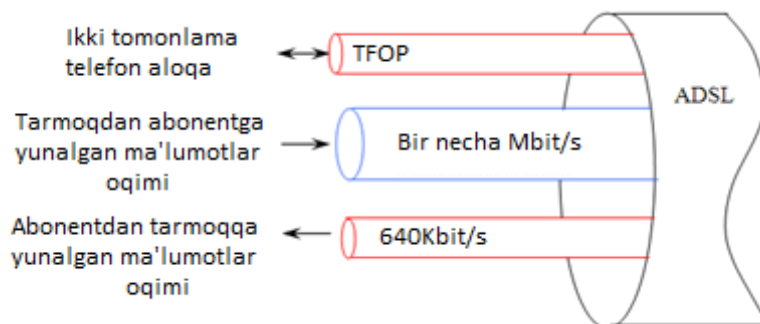 Ikki tomonlama
telefon aloqa
TFOP
ADSL
Tarmoqdan abonentga
yunalgan ma'lumotlar
oqimi
Bir necha Mbit/s
Abonentdan tarmoqqa
yunalgan ma'lumotlar
oqimi
640Kbit/s